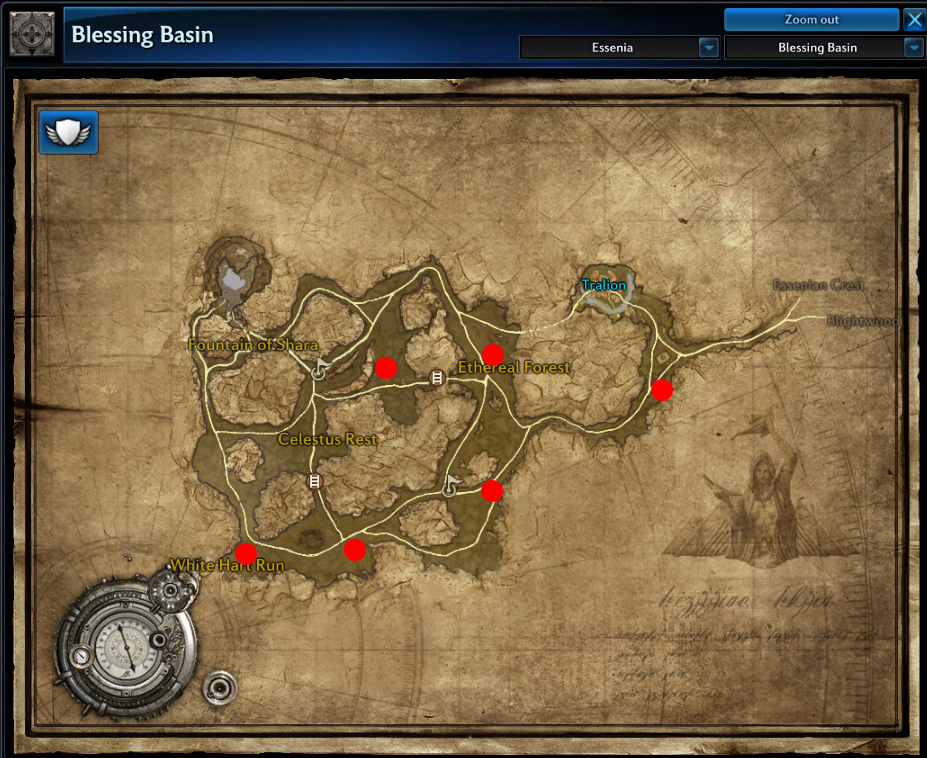 Blessing Basin
Zoom out
Essenia
Blessing Basin
Tralion
Essenian Crest
Blightwood
Fountain of Shara
Ethereal Forest
Celestus Rest
White Hart Run